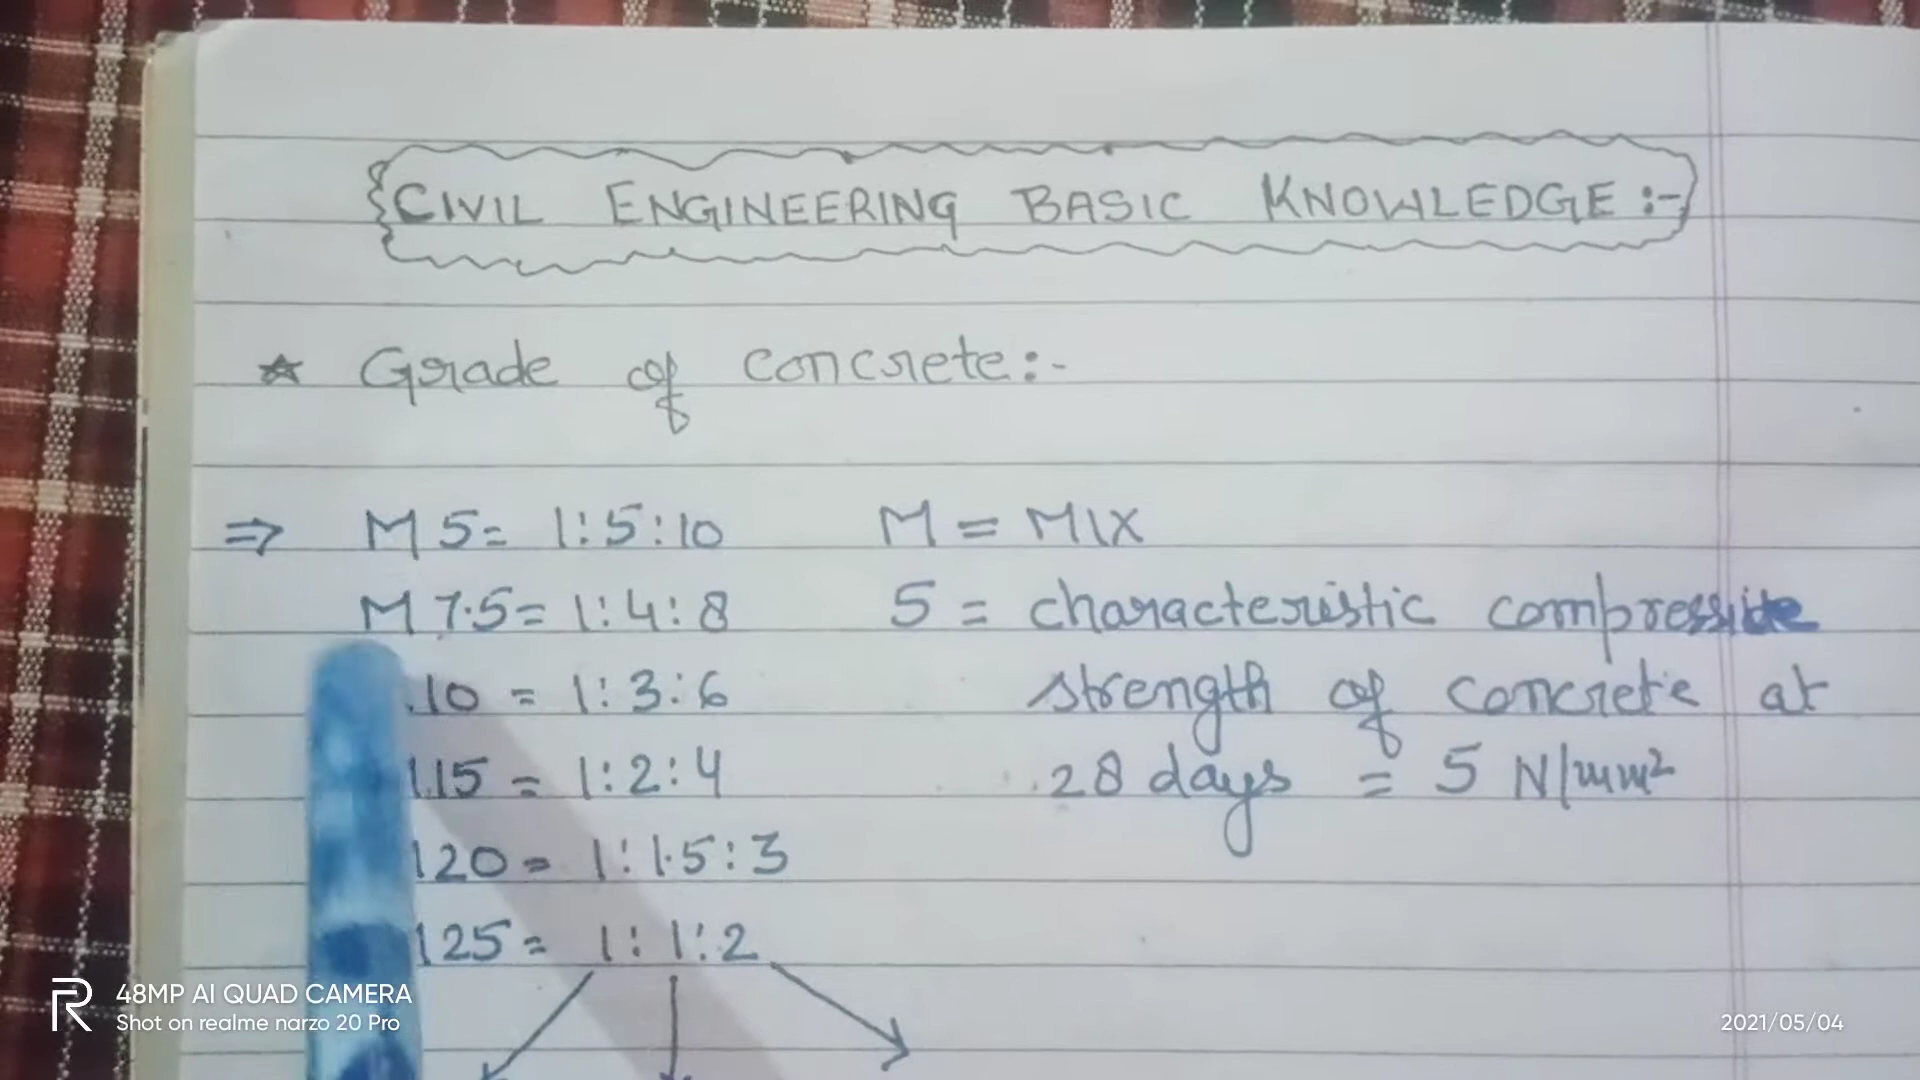 CIVIL ENGINEERING BASIC KNOWLEDGE :-
Grade of concrete:-
⇒ M 5 = 1:5:10 M = MIX
M 7.5 = 1:4:8 5 = characteristic compressive
10 = 1:3:6 strength of concrete at
15 = 1:2:4 28 days = 5 N/mm²
20 = 1:1.5:3
25 = 1:1:2
48MP AI QUAD CAMERA
Shot on realme narzo 20 Pro
2021/05/04